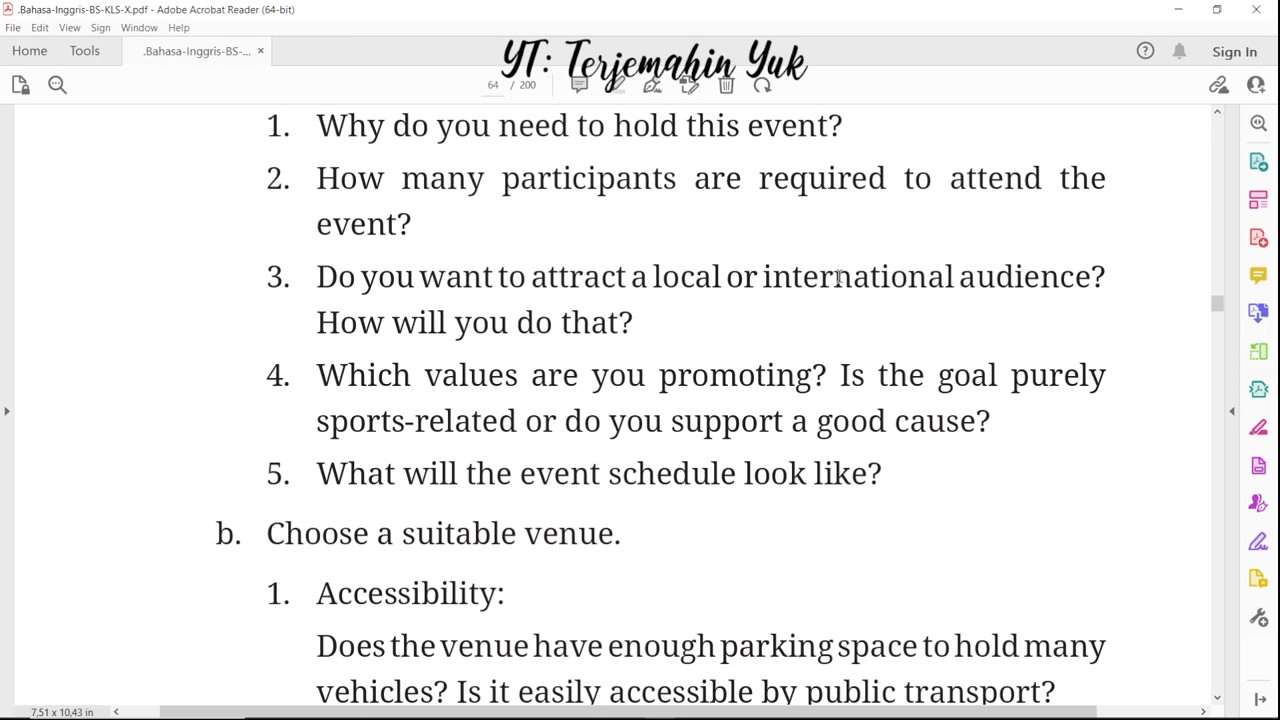 .Bahasa-Inggris-BS-KLS-X.pdf - Adobe Acrobat Reader (64-bit)
File Edit View Sign Window Help
Home Tools .Bahasa-Inggris-BS-... × Sign In
YT: Terjemahin Yuk
64 / 200
1. Why do you need to hold this event?
2. How many participants are required to attend the
event?
3. Do you want to attract a local or international audience?
How will you do that?
4. Which values are you promoting? Is the goal purely
sports-related or do you support a good cause?
5. What will the event schedule look like?
b. Choose a suitable venue.
1. Accessibility:
Does the venue have enough parking space to hold many
vehicles? Is it easily accessible by public transport?
7,51 x 10,43 in